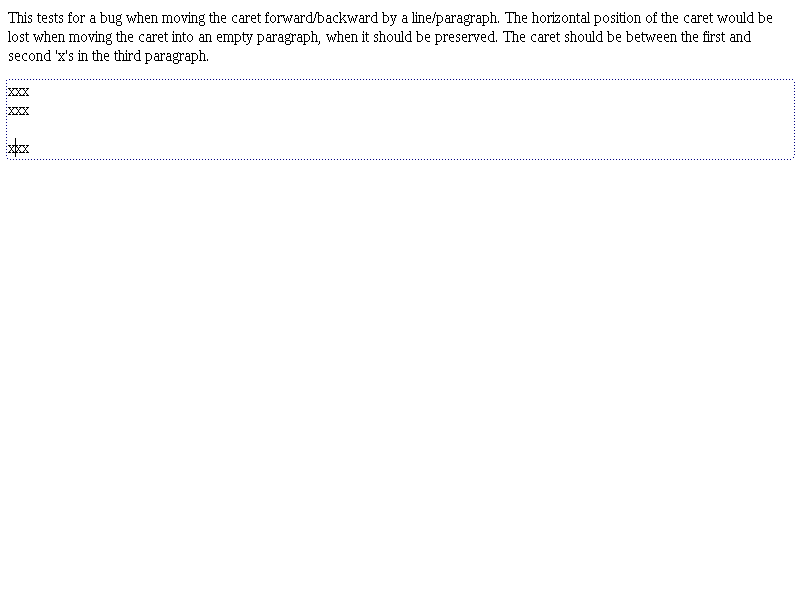 This tests for a bug when moving the caret forward/backward by a line/paragraph. The horizontal position of the caret would be
lost when moving the caret into an empty paragraph, when it should be preserved. The caret should be between the first and
second 'x's in the third paragraph.
xxx
xxx
xxx